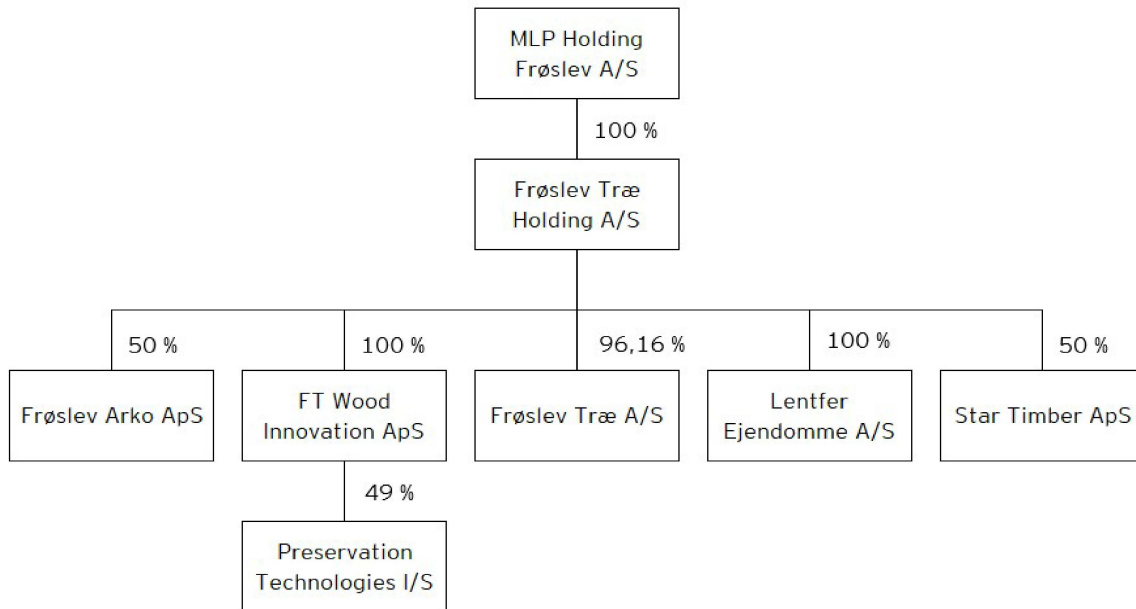 MLP Holding
Frøslev A/S
100 %
Frøslev Træ
Holding A/S
50 %
100 %
96,16 %
100 %
50 %
Frøslev Arko ApS
FT Wood
Innovation ApS
Frøslev Træ A/S
Lentfer
Ejendomme A/S
Star Timber ApS
49 %
Preservation
Technologies I/S